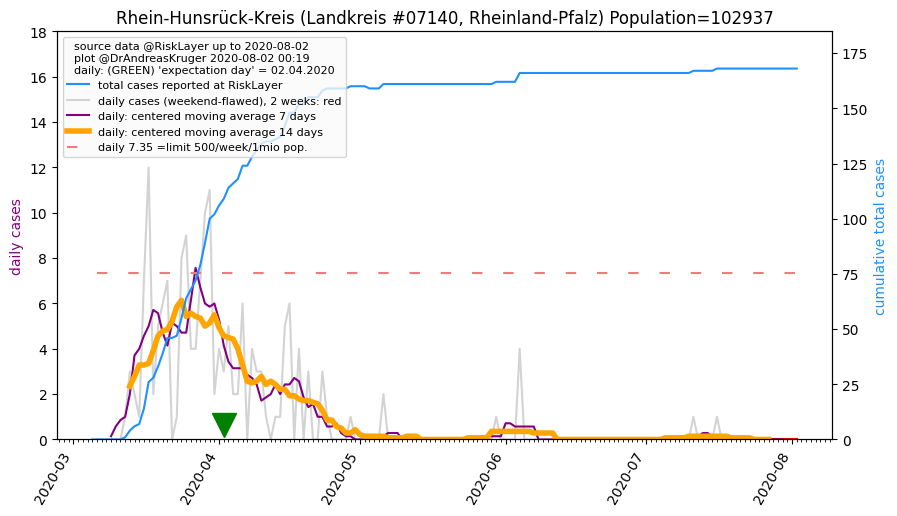 Rhein-Hunsrück-Kreis (Landkreis #07140, Rheinland-Pfalz) Population=102937
source data @RiskLayer up to 2020-08-02
plot @DrAndreasKruger 2020-08-02 00:19
daily: (GREEN) 'expectation day' = 02.04.2020
total cases reported at RiskLayer
daily cases (weekend-flawed), 2 weeks: red
daily: centered moving average 7 days
daily: centered moving average 14 days
daily 7.35 =limit 500/week/1mio pop.
daily cases
18
16
14
12
10
8
6
4
2
0
cumulative total cases
175
150
125
100
75
50
25
0
2020-03
2020-04
2020-05
2020-06
2020-07
2020-08